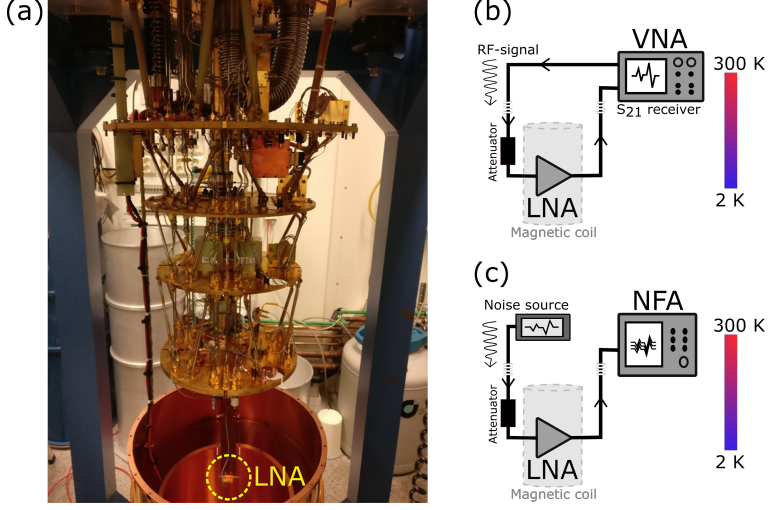 (a)
LNA
(b)
VNA
RF-signal
S21 receiver
Attenuator
LNA
Magnetic coil
300 K
2 K
(c)
Noise source
NFA
Attenuator
LNA
Magnetic coil
300 K
2 K